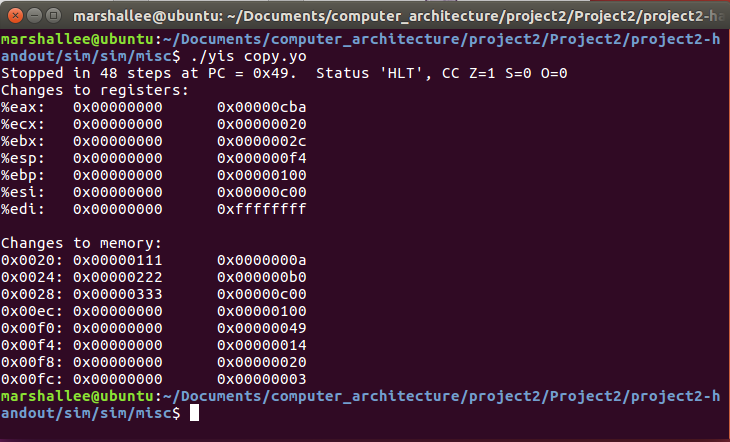 marshallee@ubuntu: ~/Documents/computer_architecture/project2/Project2/project2-ha
marshallee@ubuntu:~/Documents/computer_architecture/project2/Project2/project2-h
andout/sim/sim/misc$ ./yis copy.yo
Stopped in 48 steps at PC = 0x49.  Status 'HLT', CC Z=1 S=0 O=0
Changes to registers:
%eax:   0x00000000      0x00000cba
%ecx:   0x00000000      0x00000020
%ebx:   0x00000000      0x0000002c
%esp:   0x00000000      0x000000f4
%ebp:   0x00000000      0x00000100
%esi:   0x00000000      0x00000c00
%edi:   0x00000000      0xffffffff
Changes to memory:
0x0020: 0x00000111      0x0000000a
0x0024: 0x00000222      0x000000b0
0x0028: 0x00000333      0x00000c00
0x00ec: 0x00000000      0x00000100
0x00f0: 0x00000000      0x00000049
0x00f4: 0x00000000      0x00000014
0x00f8: 0x00000000      0x00000020
0x00fc: 0x00000000      0x00000003
marshallee@ubuntu:~/Documents/computer_architecture/project2/Project2/project2-h
andout/sim/sim/misc$